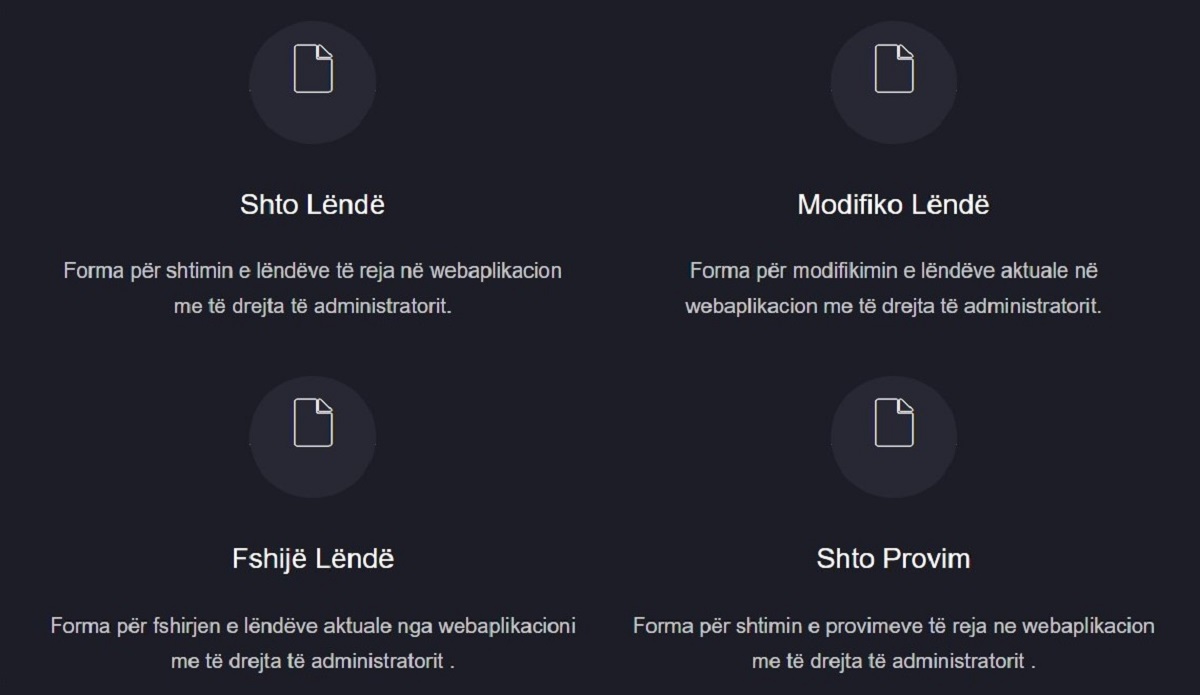 Shto Lëndë
Forma për shtimin e lëndëve të reja në webaplikacion
me të drejta të administratorit.
Modifiko Lëndë
Forma për modifikimin e lëndëve aktuale në
webaplikacion me të drejta të administratorit.
Fshijë Lëndë
Forma për fshirjen e lëndëve aktuale nga webaplikacioni
me të drejta të administratorit .
Shto Provim
Forma për shtimin e provimeve të reja ne webaplikacion
me të drejta të administratorit .